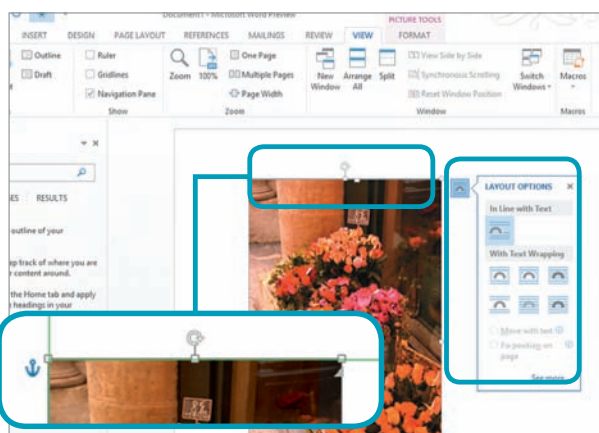 Document1 - Microsoft Word Preview
PICTURE TOOLS
INSERT DESIGN PAGE LAYOUT REFERENCES MAILINGS REVIEW VIEW FORMAT
Outline Ruler One Page View Side by Side
Draft Gridlines Zoom 100% Multiple Pages New Window Arrange All Split Synchronous Scrolling Switch Windows Macros
Navigation Pane Page Width Reset Window Position
Show Zoom Window Macros
RESULTS
outline of your
ep track of where you are
r content around.
the Home tab and apply
headings in your
LAYOUT OPTIONS
In Line with Text
With Text Wrapping
Move with text
Fix position on
page
See more...